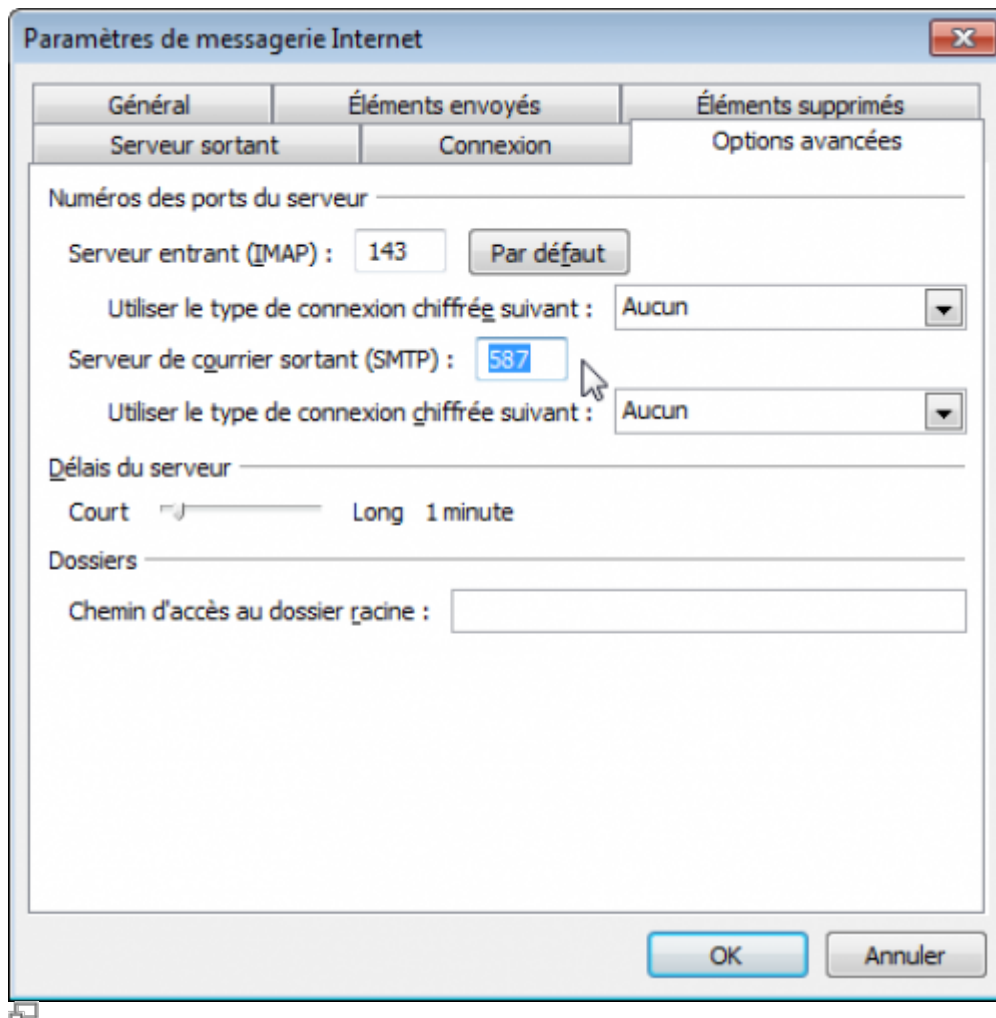 Paramètres de messagerie Internet
Général Éléments envoyés Éléments supprimés
Serveur sortant Connexion Options avancées
Numéros des ports du serveur
Serveur entrant (IMAP) : 143 Par défaut
Utiliser le type de connexion chiffrée suivant : Aucun
Serveur de courrier sortant (SMTP) : 587
Utiliser le type de connexion chiffrée suivant : Aucun
Délais du serveur
Court Long 1 minute
Dossiers
Chemin d'accès au dossier racine :
OK Annuler